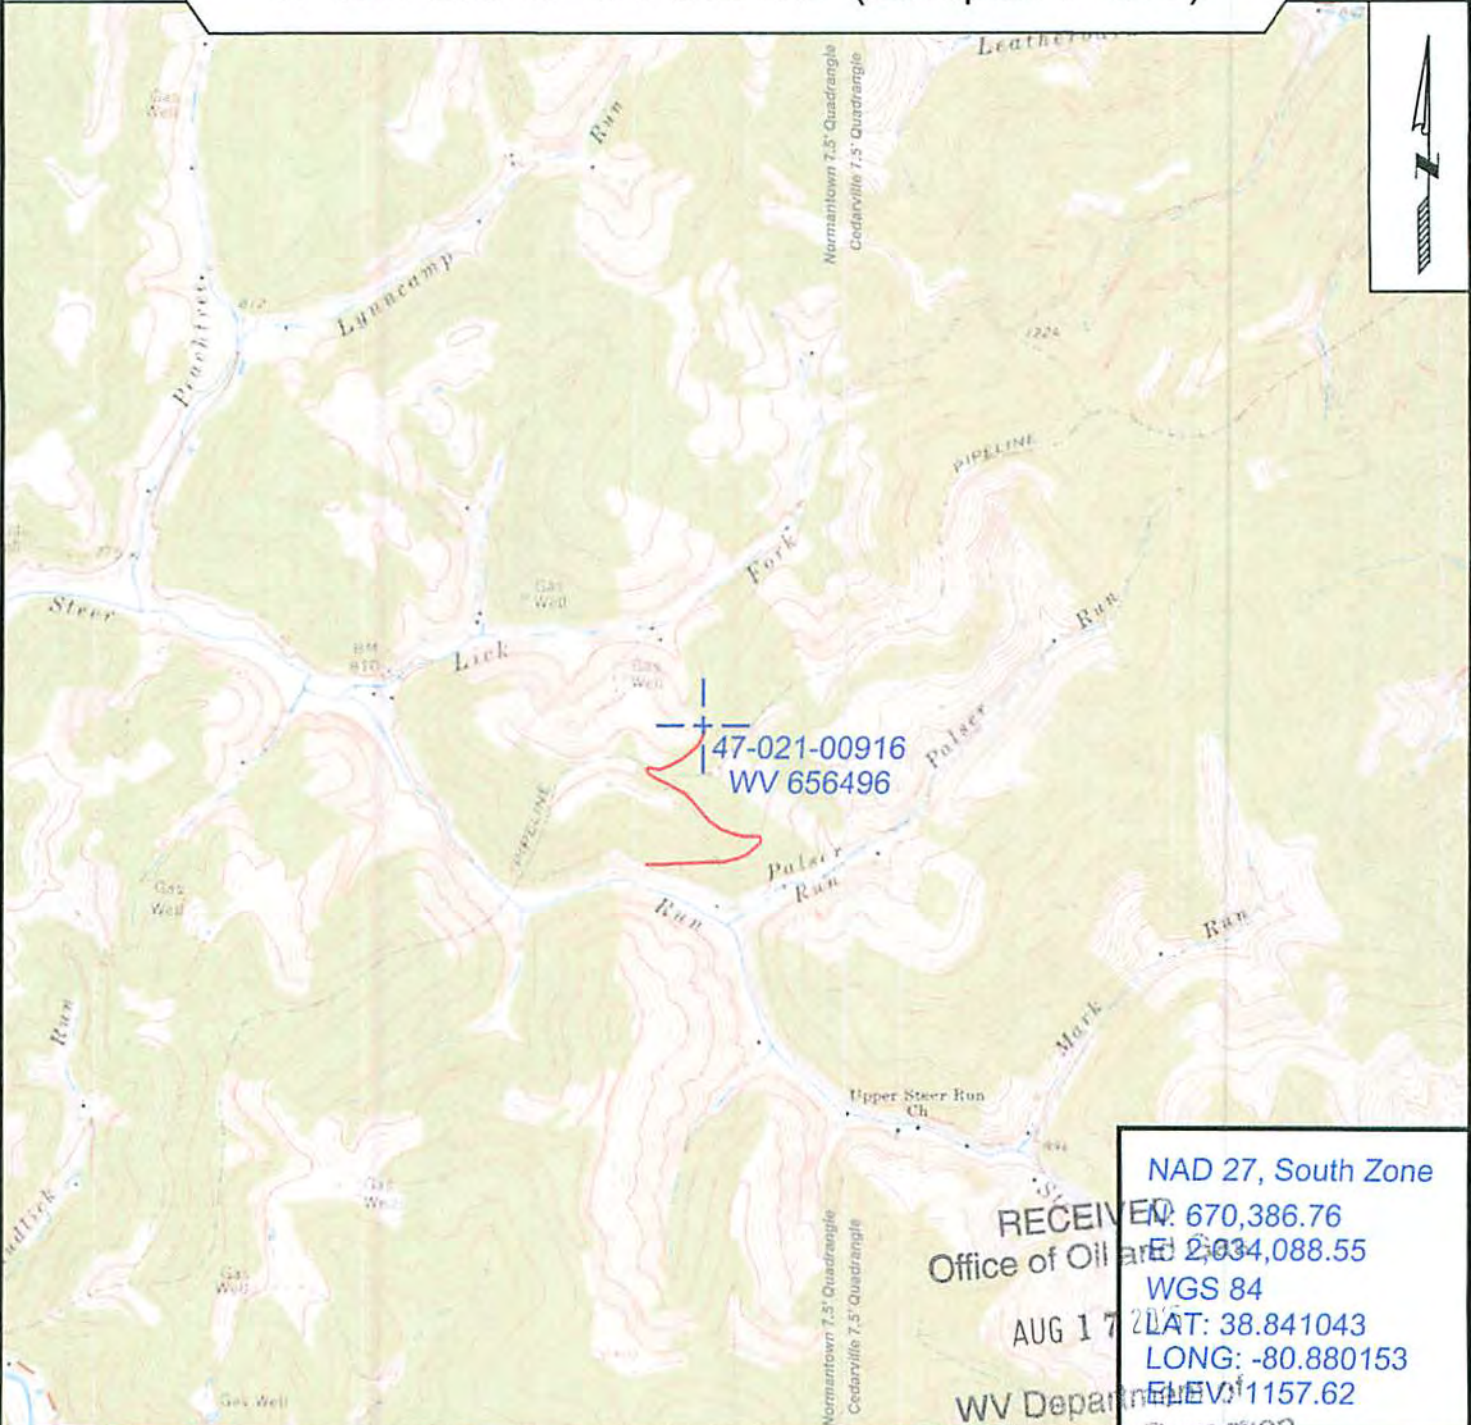 Gas
Well
Run
Normantown 7.5' Quadrangle
Cedarville 7.5' Quadrangle
N
Peachtree
812
Lynncamp
1224
PIPELINE
Fork
Steer
Gas
Well
Run
BM
810
Lick
Gas
Well
47-021-00916
WV 656496
Palser
PIPELINE
Palser
Run
Gas
Well
Run
Run
Run
Mark
Upper Steer Run
Ch
Gas
Well
Gas
Well
Gas Well
Normantown 7.5' Quadrangle
Cedarville 7.5' Quadrangle
RECEIVED
Office of Oil and Gas
AUG 17
WV Department of
NAD 27, South Zone
N: 670,386.76
E: 2,034,088.55
WGS 84
LAT: 38.841043
LONG: -80.880153
ELEV: 1157.62